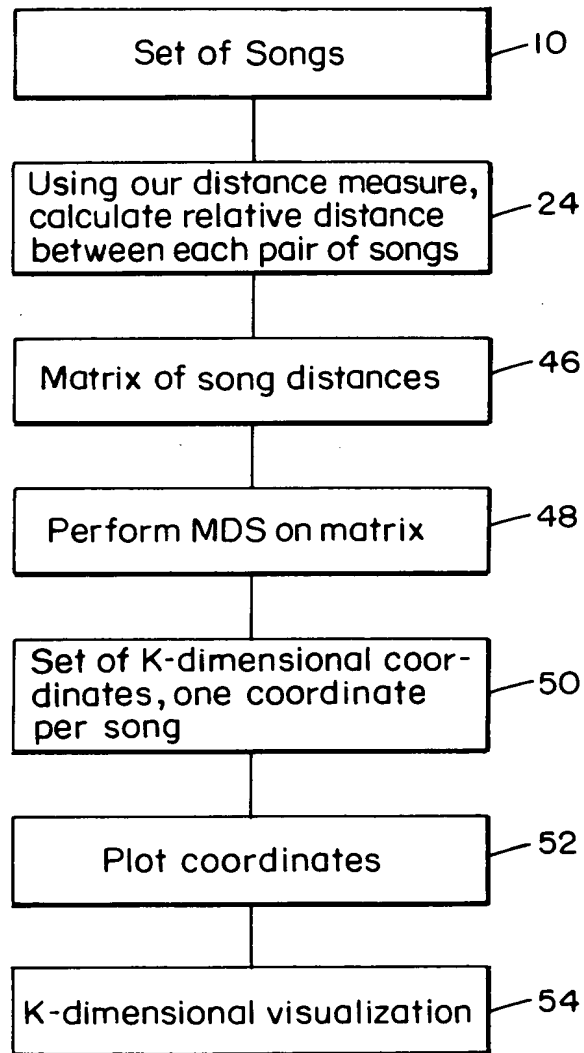 Set of Songs
10
Using our distance measure,
calculate relative distance
between each pair of songs
24
Matrix of song distances
46
Perform MDS on matrix
48
Set of K-dimensional coor-
dinates, one coordinate
per song
50
Plot coordinates
52
K-dimensional visualization
54